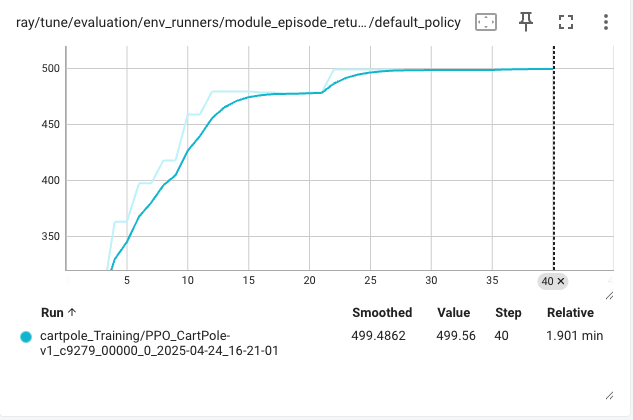 ray/tune/evaluation/env_runners/module_episode_retu… /default_policy
500
450
400
350
5 10 15 20 25 30 35 40 ×
Run ↑ Smoothed Value Step Relative
cartpole_Training/PPO_CartPole- 499.4862 499.56 40 1.901 min
v1_c9279_00000_0_2025-04-24_16-21-01